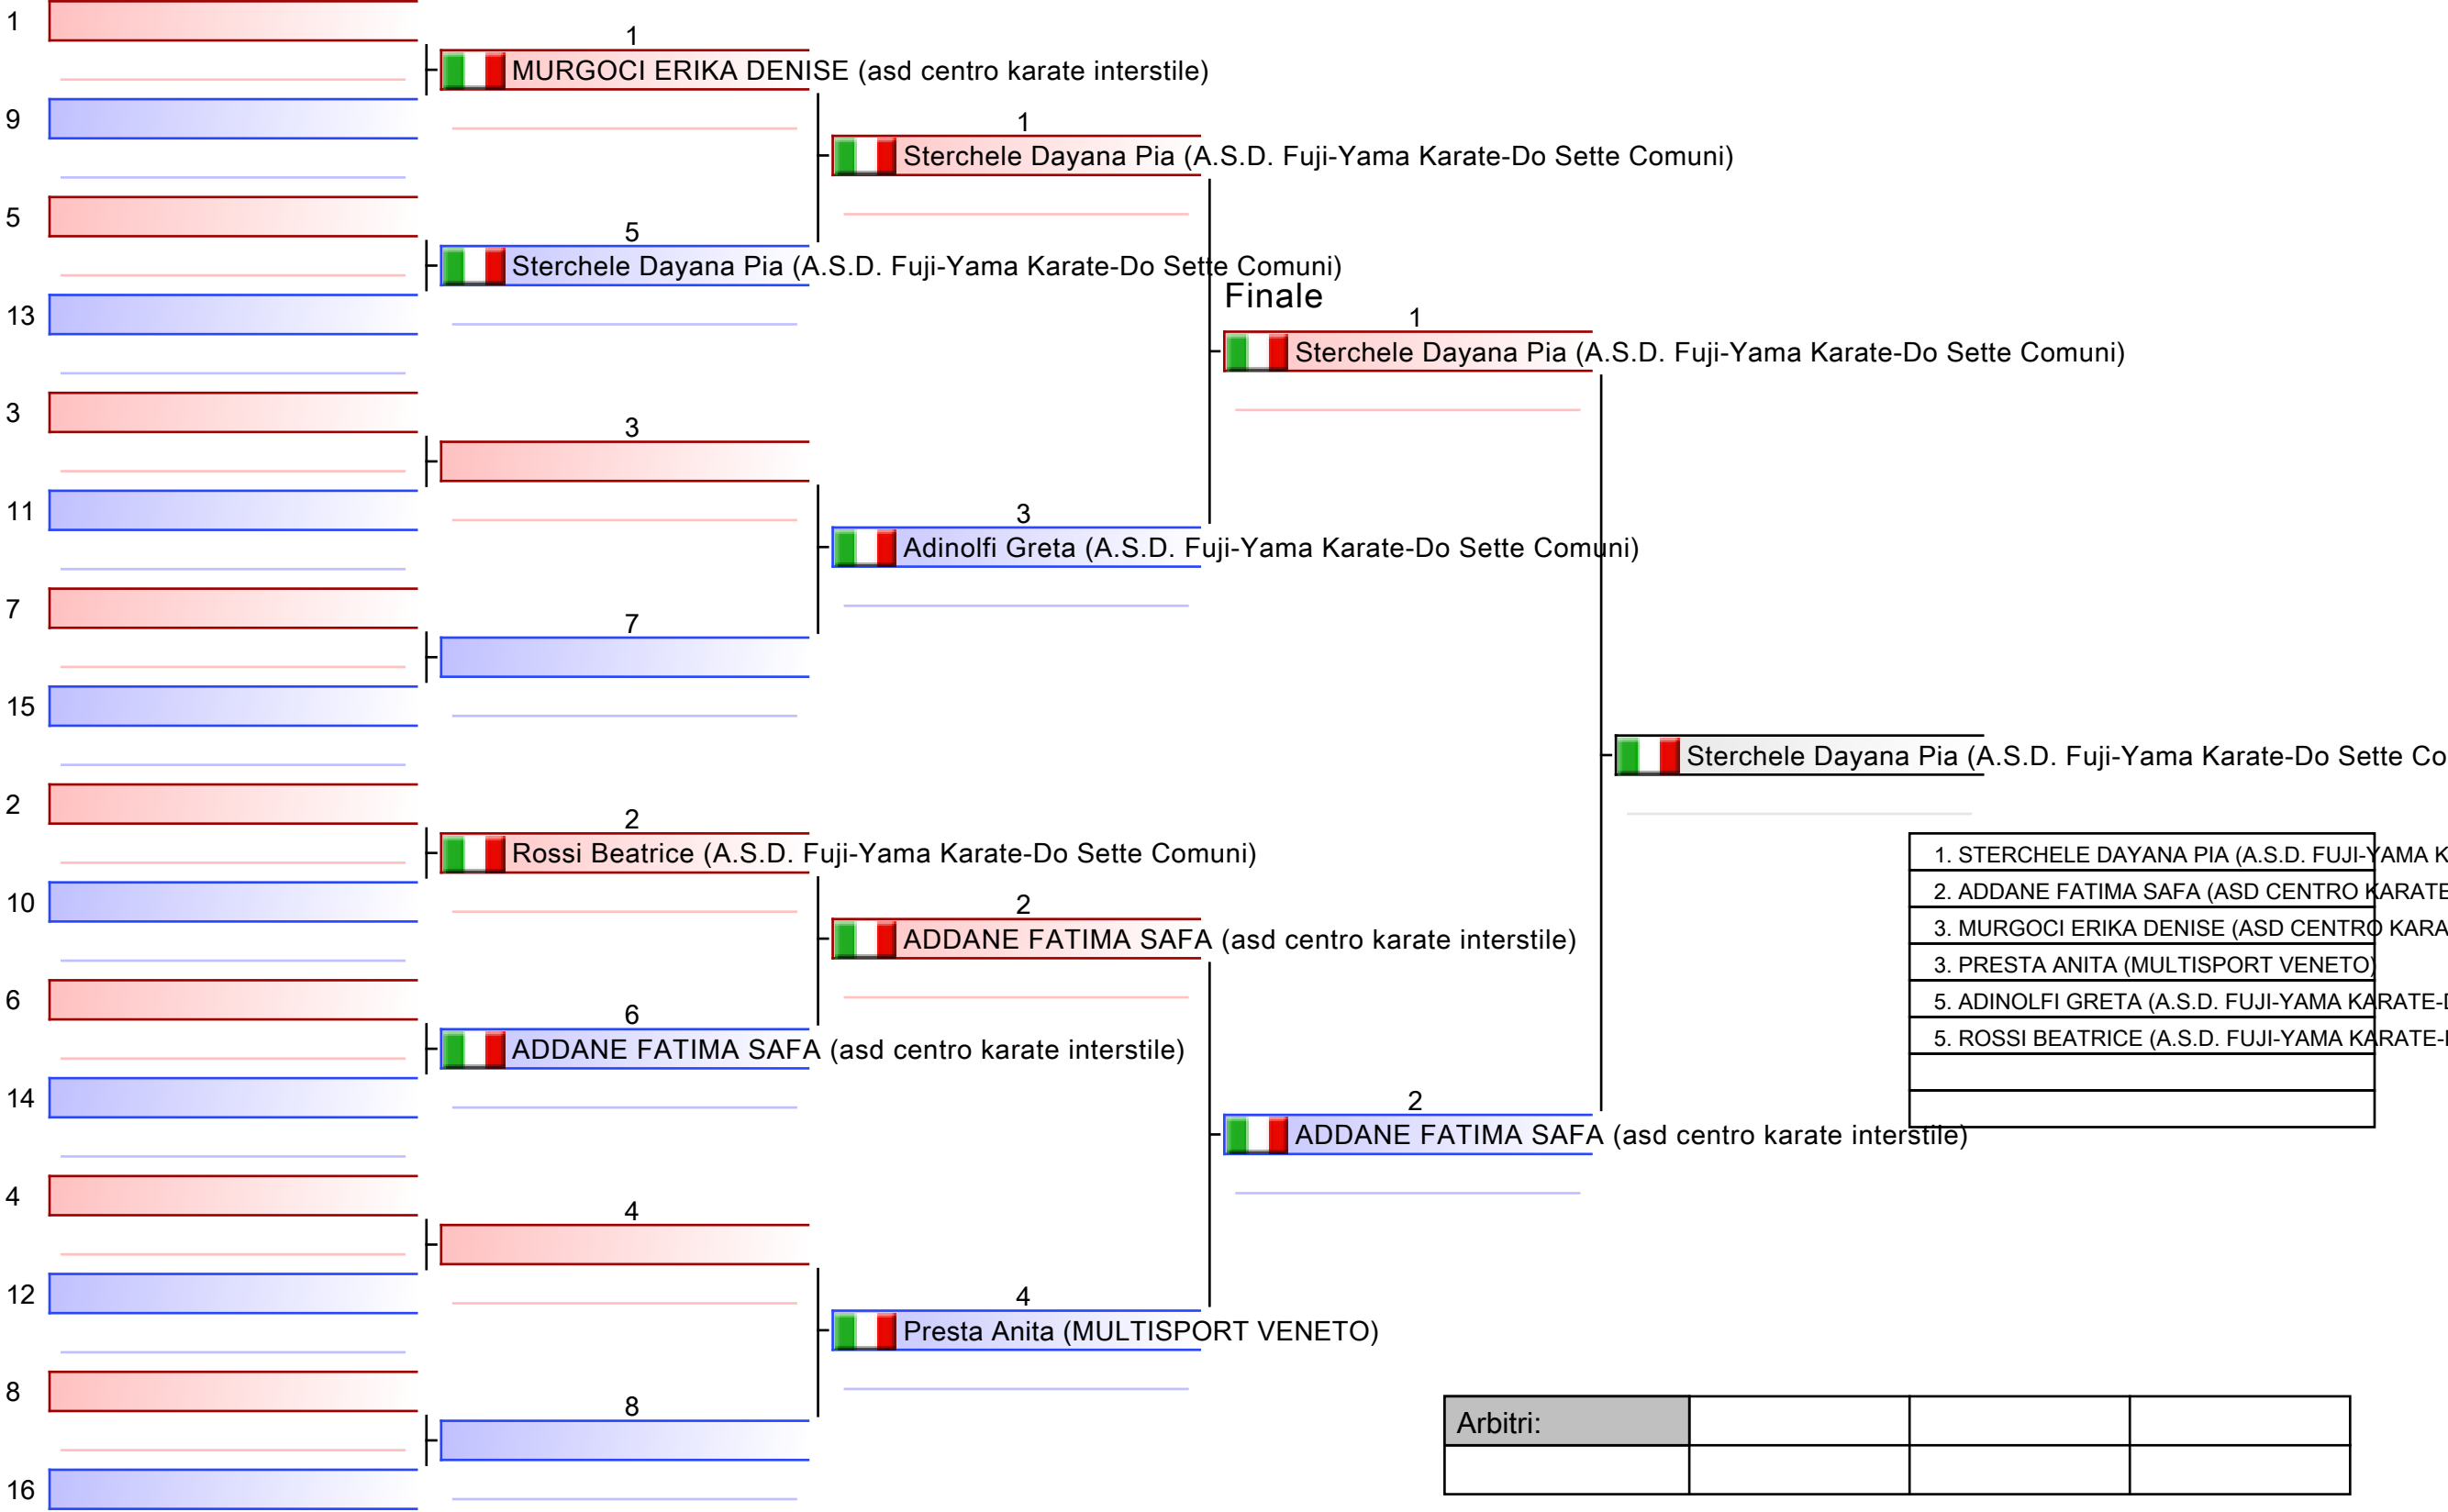 1
1
MURGOCI ERIKA DENISE (asd centro karate interstile)
9
1
Sterchele Dayana Pia (A.S.D. Fuji-Yama Karate-Do Sette Comuni)
5
5
Sterchele Dayana Pia (A.S.D. Fuji-Yama Karate-Do Sette Comuni)
Finale
13
1
Sterchele Dayana Pia (A.S.D. Fuji-Yama Karate-Do Sette Comuni)
3
3
11
3
Adinolfi Greta (A.S.D. Fuji-Yama Karate-Do Sette Comuni)
7
7
15
Sterchele Dayana Pia (A.S.D. Fuji-Yama Karate-Do Sette Co
2
2
Rossi Beatrice (A.S.D. Fuji-Yama Karate-Do Sette Comuni)
1. STERCHELE DAYANA PIA (A.S.D. FUJI-YAMA K
2. ADDANE FATIMA SAFA (ASD CENTRO KARATE
3. MURGOCI ERIKA DENISE (ASD CENTRO KARA
3. PRESTA ANITA (MULTISPORT VENETO)
5. ADINOLFI GRETA (A.S.D. FUJI-YAMA KARATE-D
5. ROSSI BEATRICE (A.S.D. FUJI-YAMA KARATE-
10
2
ADDANE FATIMA SAFA (asd centro karate interstile)
6
6
ADDANE FATIMA SAFA (asd centro karate interstile)
14
2
ADDANE FATIMA SAFA (asd centro karate interstile)
4
4
12
4
Presta Anita (MULTISPORT VENETO)
8
8
Arbitri:
16